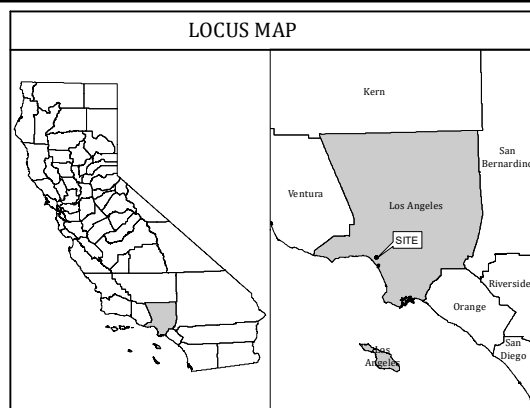 LOCUS MAP
Kern
San
Bernardino
Ventura
Los Angeles
SITE
Riverside
Orange
San
Diego
Los
Angeles